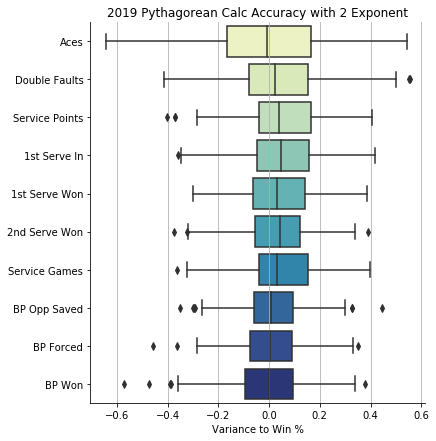 2019 Pythagorean Calc Accuracy with 2 Exponent
Aces
Double Faults
Service Points
1st Serve In
1st Serve Won
2nd Serve Won
Service Games
BP Opp Saved
BP Forced
BP Won
−0.6 −0.4 −0.2 0.0 0.2 0.4 0.6
Variance to Win %